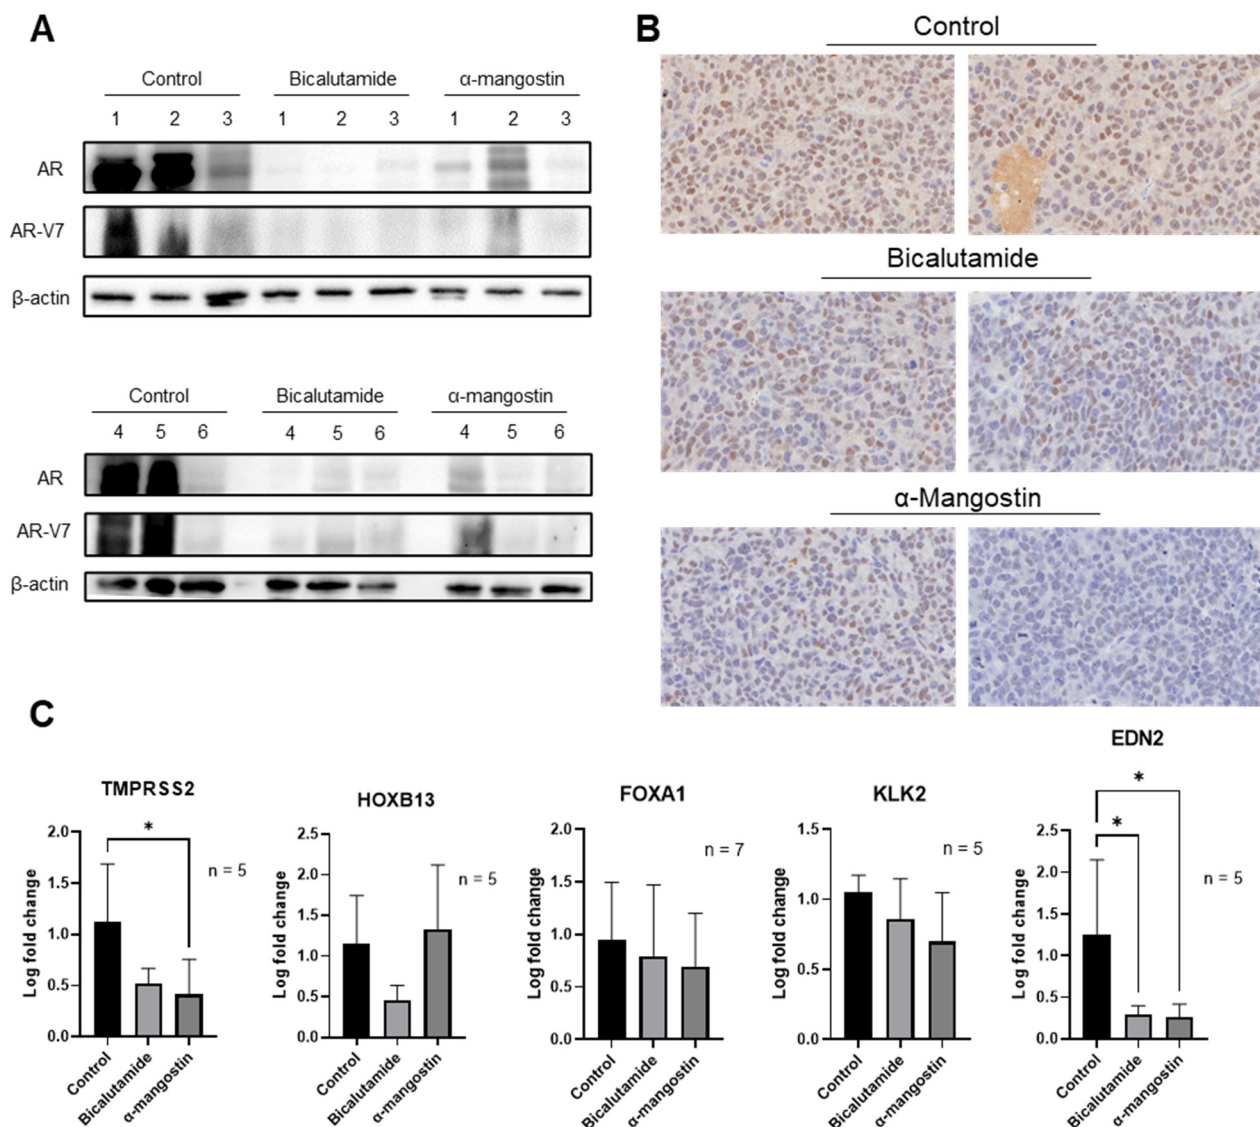 A
Control Bicalutamide α-mangostin
1 2 3 1 2 3 1 2 3
AR
AR-V7
β-actin
Control Bicalutamide α-mangostin
4 5 6 4 5 6 4 5 6
AR
AR-V7
β-actin
B
Control
Bicalutamide
α-Mangostin
C
TMPRSS2
Log fold change
2.0
1.5
1.0
0.5
0.0
*
n = 5
Control
Bicalutamide
α-mangostin
HOXB13
Log fold change
2.5
2.0
1.5
1.0
0.5
0.0
n = 5
Control
Bicalutamide
α-mangostin
FOXA1
Log fold change
2.0
1.5
1.0
0.5
0.0
n = 7
Control
Bicalutamide
α-mangostin
KLK2
Log fold change
1.5
1.0
0.5
0.0
n = 5
Control
Bicalutamide
α-mangostin
EDN2
Log fold change
2.5
2.0
1.5
1.0
0.5
0.0
*
*
n = 5
Control
Bicalutamide
α-mangostin